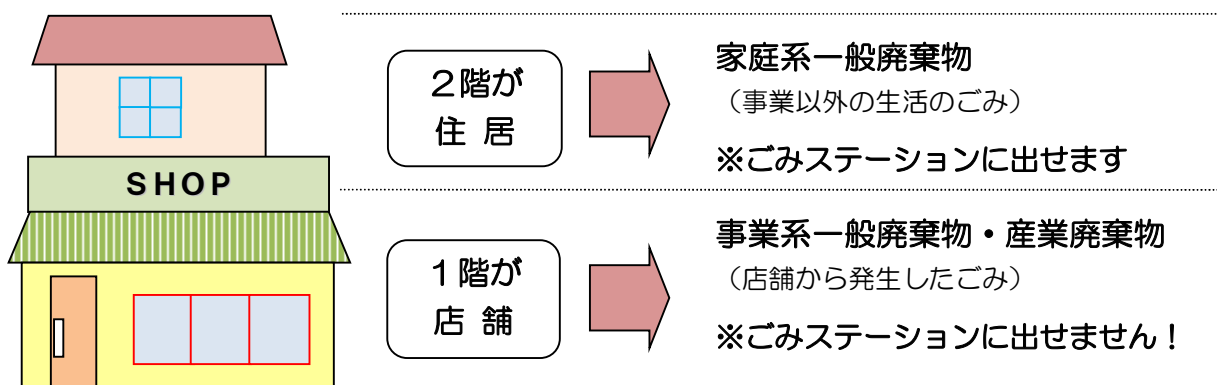 2階が
住 居
家庭系一般廃棄物
（事業以外の生活のごみ）
※ごみステーションに出せます
SHOP
1階が
店 舗
事業系一般廃棄物・産業廃棄物
（店舗から発生したごみ）
※ごみステーションに出せません！